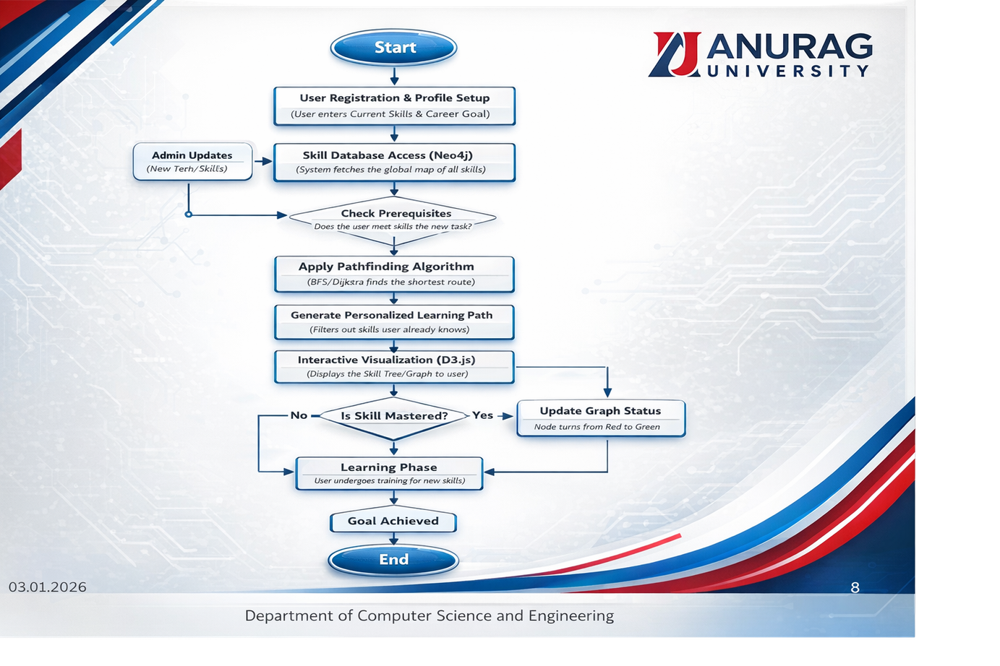 Start
ANURAG
UNIVERSITY
User Registration & Profile Setup
(User enters Current Skills & Career Goal)
Admin Updates
(New Terh/Skills)
Skill Database Access (Neo4j)
(System fetches the global map of all skills)
Check Prerequisites
Does the user meet skills the new task?
Apply Pathfinding Algorithm
(BFS/Dijkstra finds the shortest route)
Generate Personalized Learning Path
(Filters out skills user already knows)
Interactive Visualization (D3.js)
(Displays the Skill Tree/Graph to user)
No
Is Skill Mastered?
Yes
Update Graph Status
Node turns from Red to Green
Learning Phase
User undergoes training for new skills)
Goal Achieved
End
03.01.2026
8
Department of Computer Science and Engineering